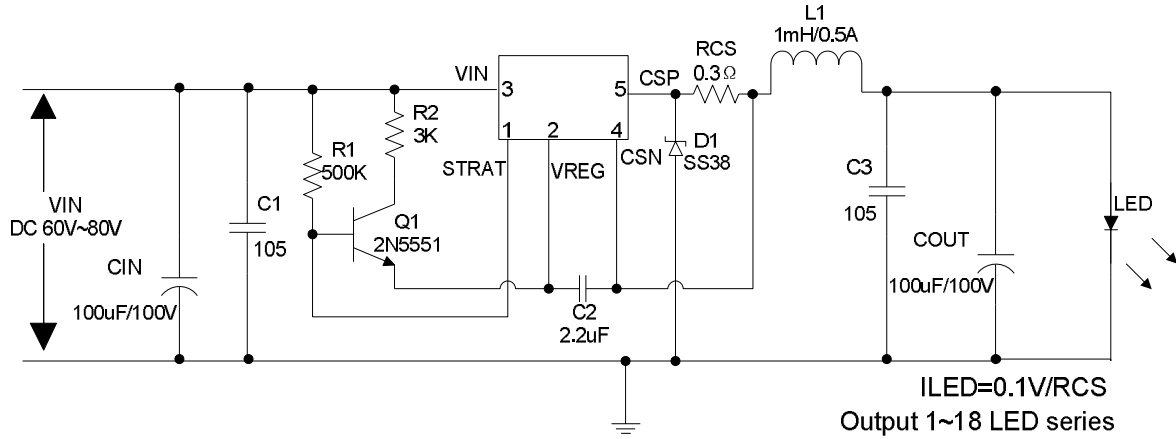 L1
1mH/0.5A
RCS
0.3Ω
VIN
3
5
CSP
R2
3K
1
2
4
D1
SS38
R1
500K
STRAT
VREG
CSN
C3
105
VIN
DC 60V~80V
C1
105
Q1
2N5551
LED
COUT
100uF/100V
CIN
100uF/100V
C2
2.2uF
ILED=0.1V/RCS
Output 1~18 LED series